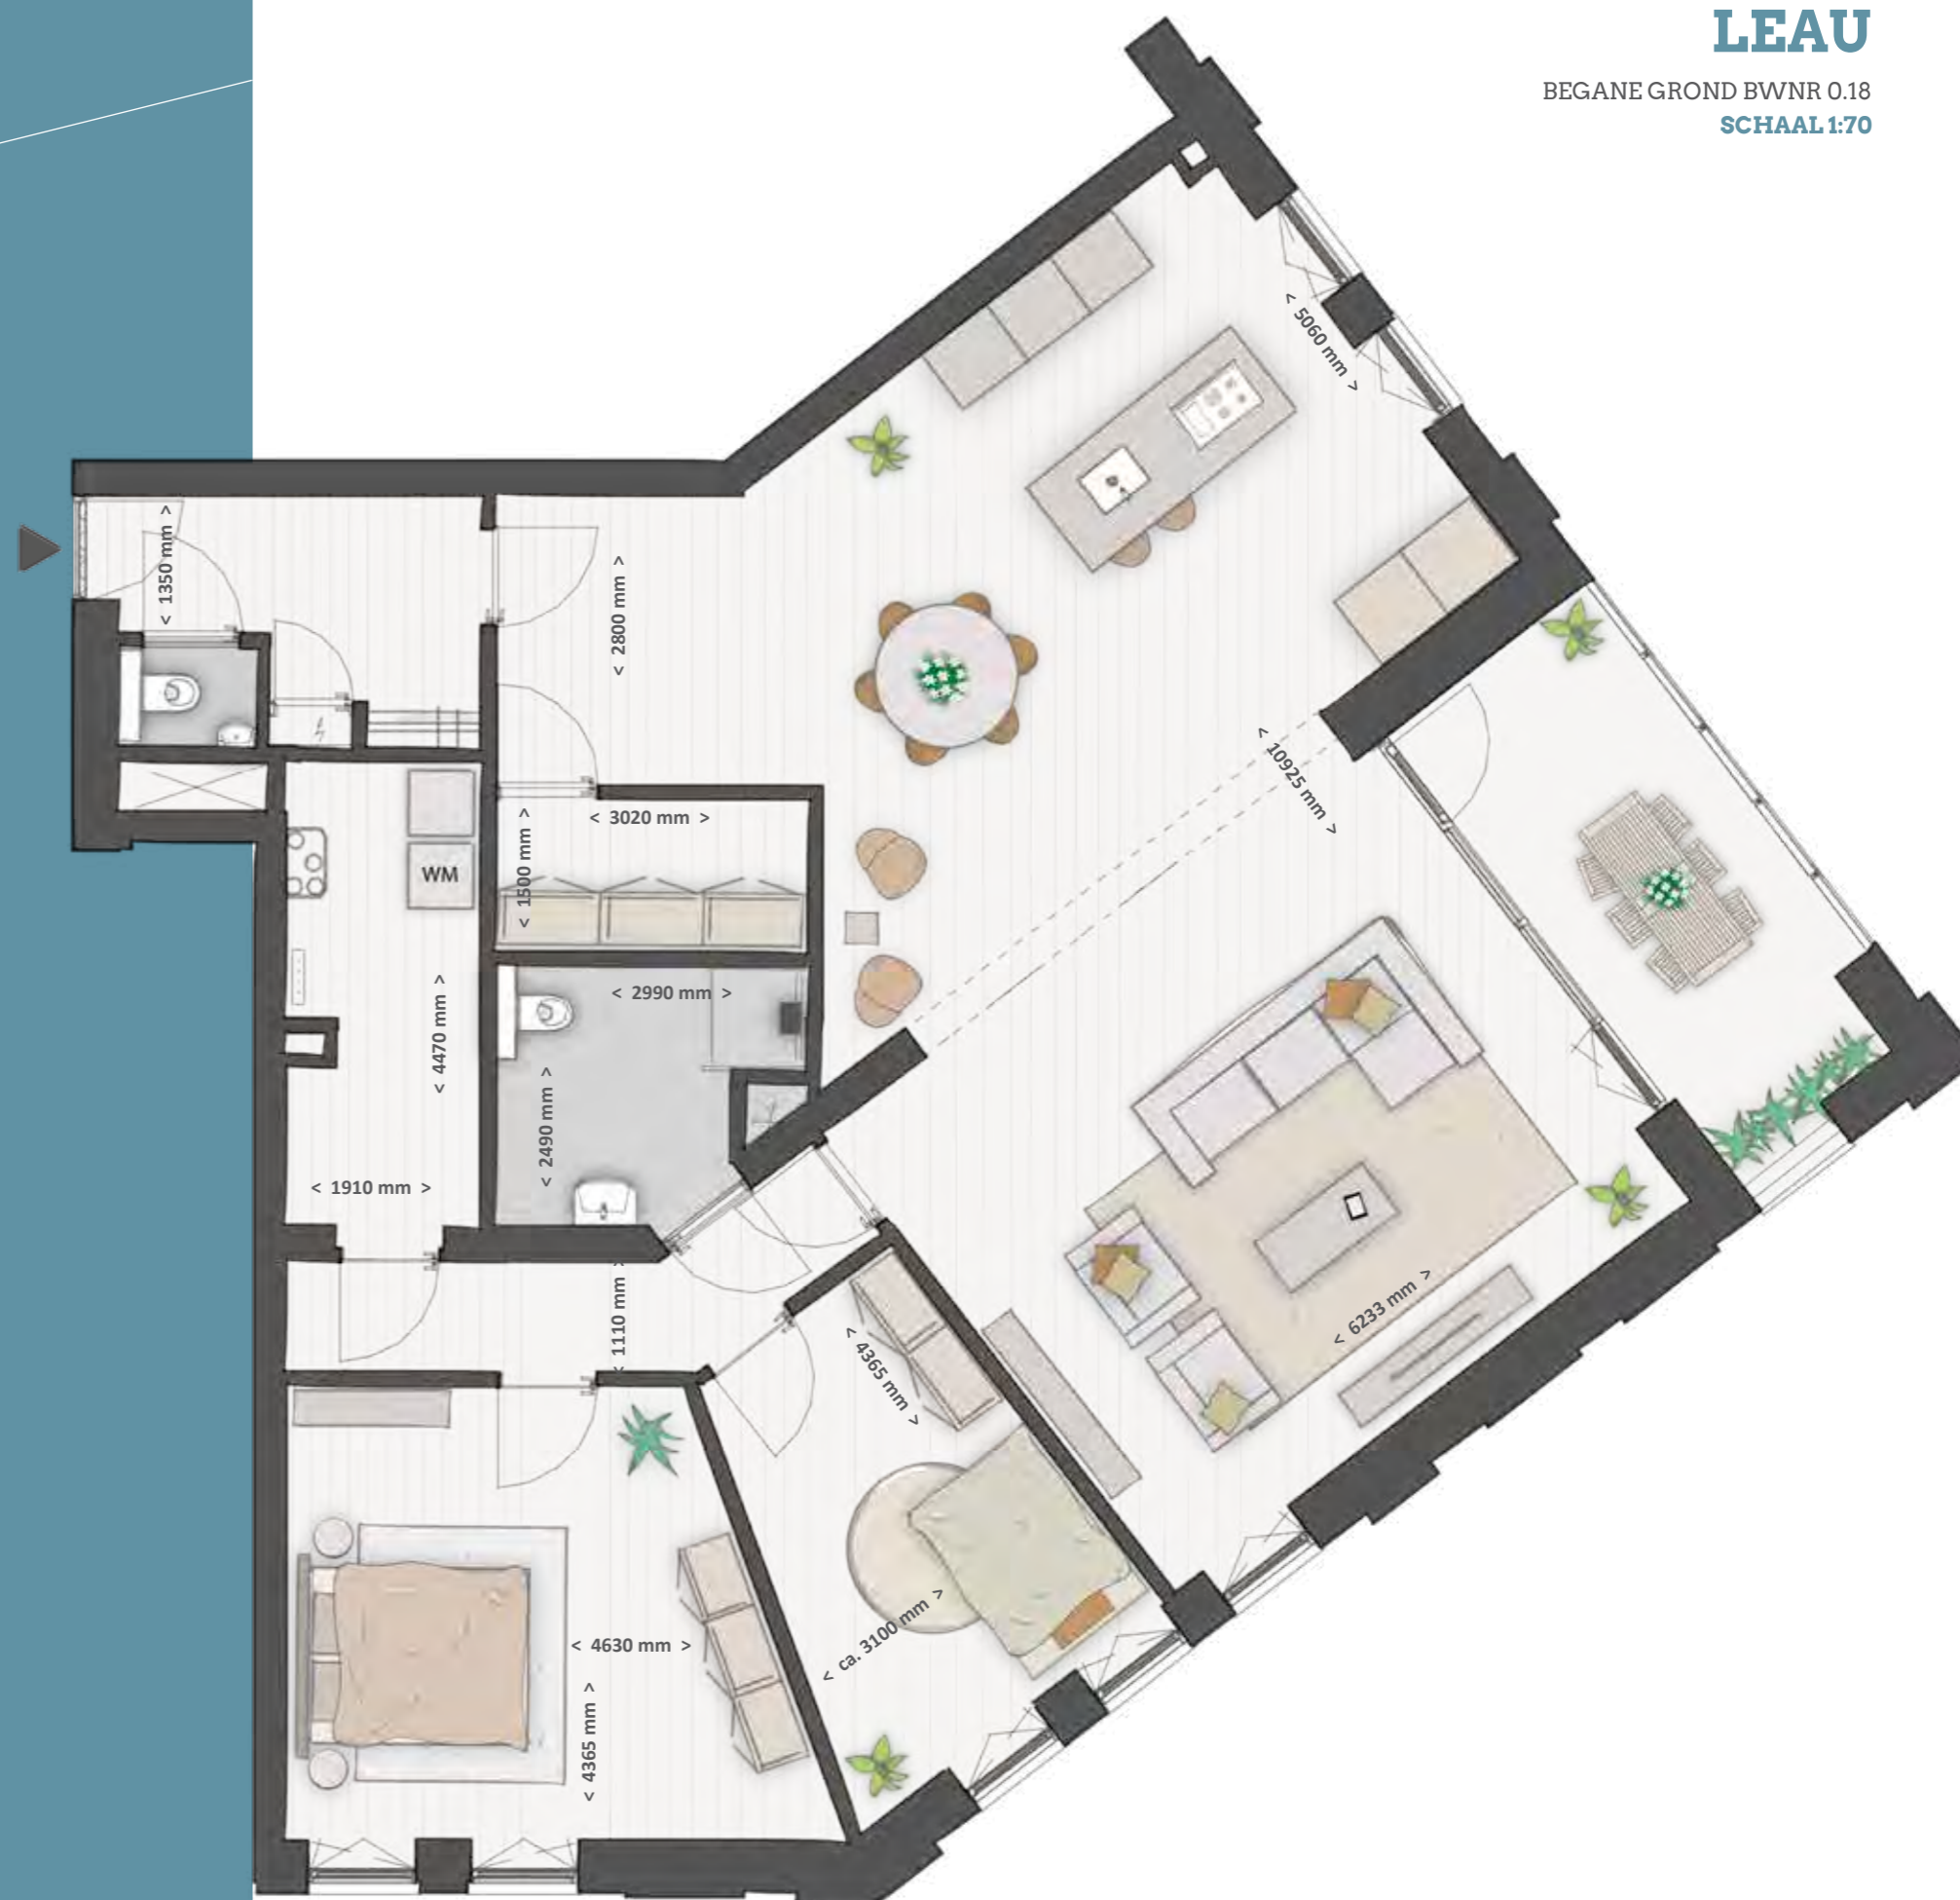 LEAU
BEGANE GROND BWNR 0.18
SCHAAL 1:70
< 5060 mm >
< 1350 mm >
< 2800 mm >
< 10925 mm >
< 3020 mm >
< 1500 mm >
WM
< 2990 mm >
< 4470 mm >
< 2490 mm >
< 1910 mm >
< 1110 mm >
< 6233 mm >
< 4365 mm >
< ca. 3100 mm >
< 4630 mm >
< 4365 mm >